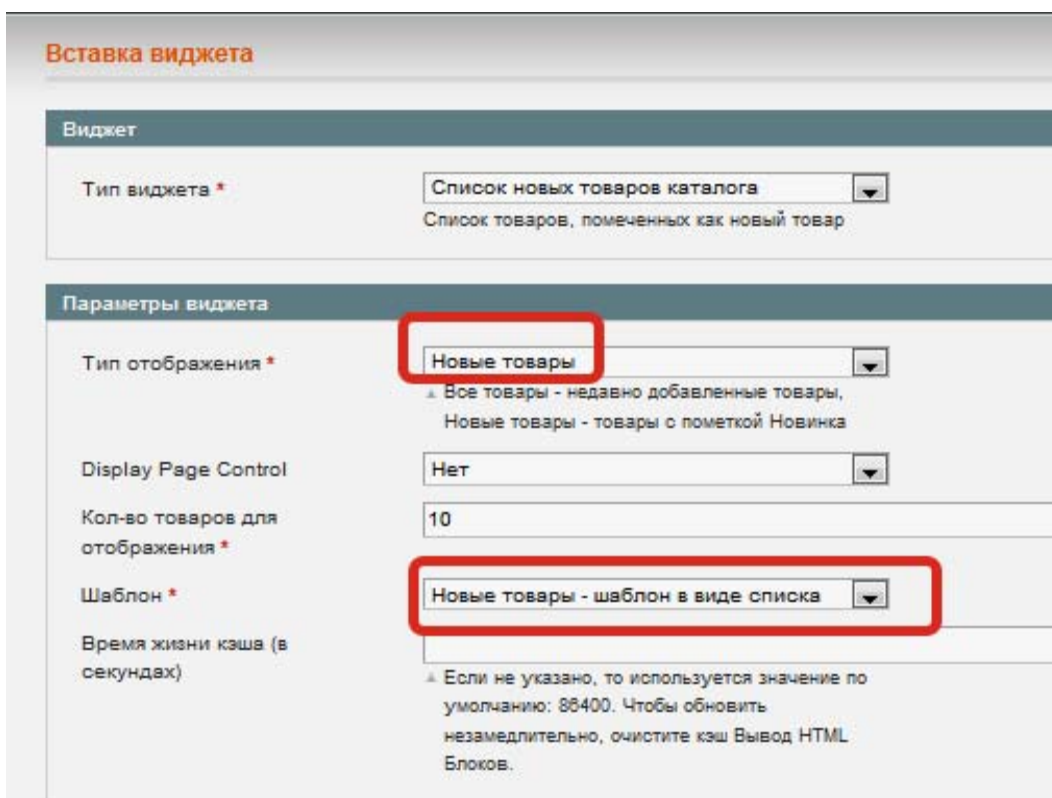 Вставка виджета
Виджет
Тип виджета *
Список новых товаров каталога
Список товаров, помеченных как новый товар
Параметры виджета
Тип отображения *
Новые товары
Все товары - недавно добавленные товары,
Новые товары - товары с пометкой Новинка
Display Page Control
Нет
Кол-во товаров для
отображения *
10
Шаблон *
Новые товары - шаблон в виде списка
Время жизни кэша (в
секундах)
Если не указано, то используется значение по
умолчанию: 86400. Чтобы обновить
незамедлительно, очистите кэш Вывод HTML
Блоков.